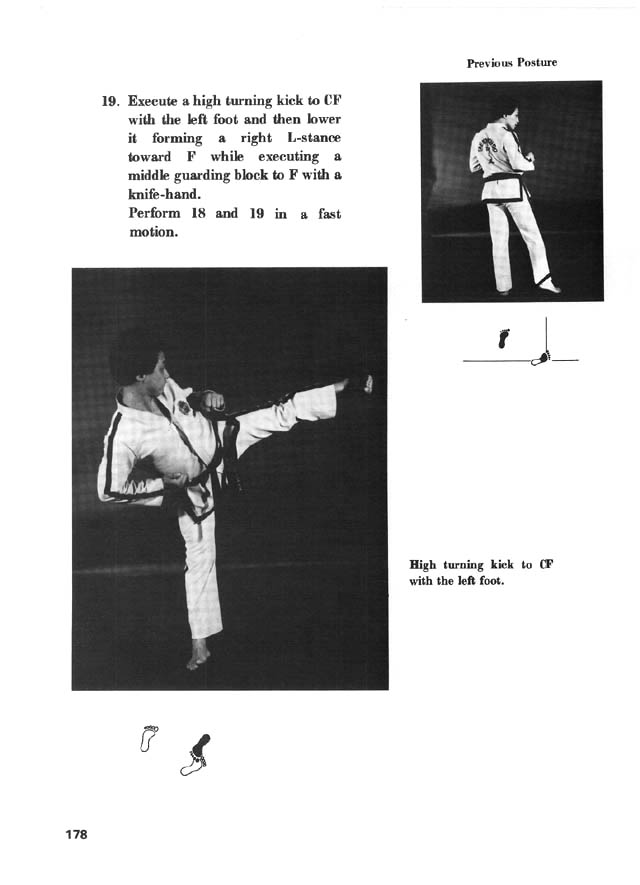 Previous Posture
19. Execute a high turning kick to CF
with the left foot and then lower
it forming a right L-stance
toward F while executing a
middle guarding block to F with a
knife-hand.
Perform 18 and 19 in a fast
motion.
High turning kick to CF
with the left foot.
178